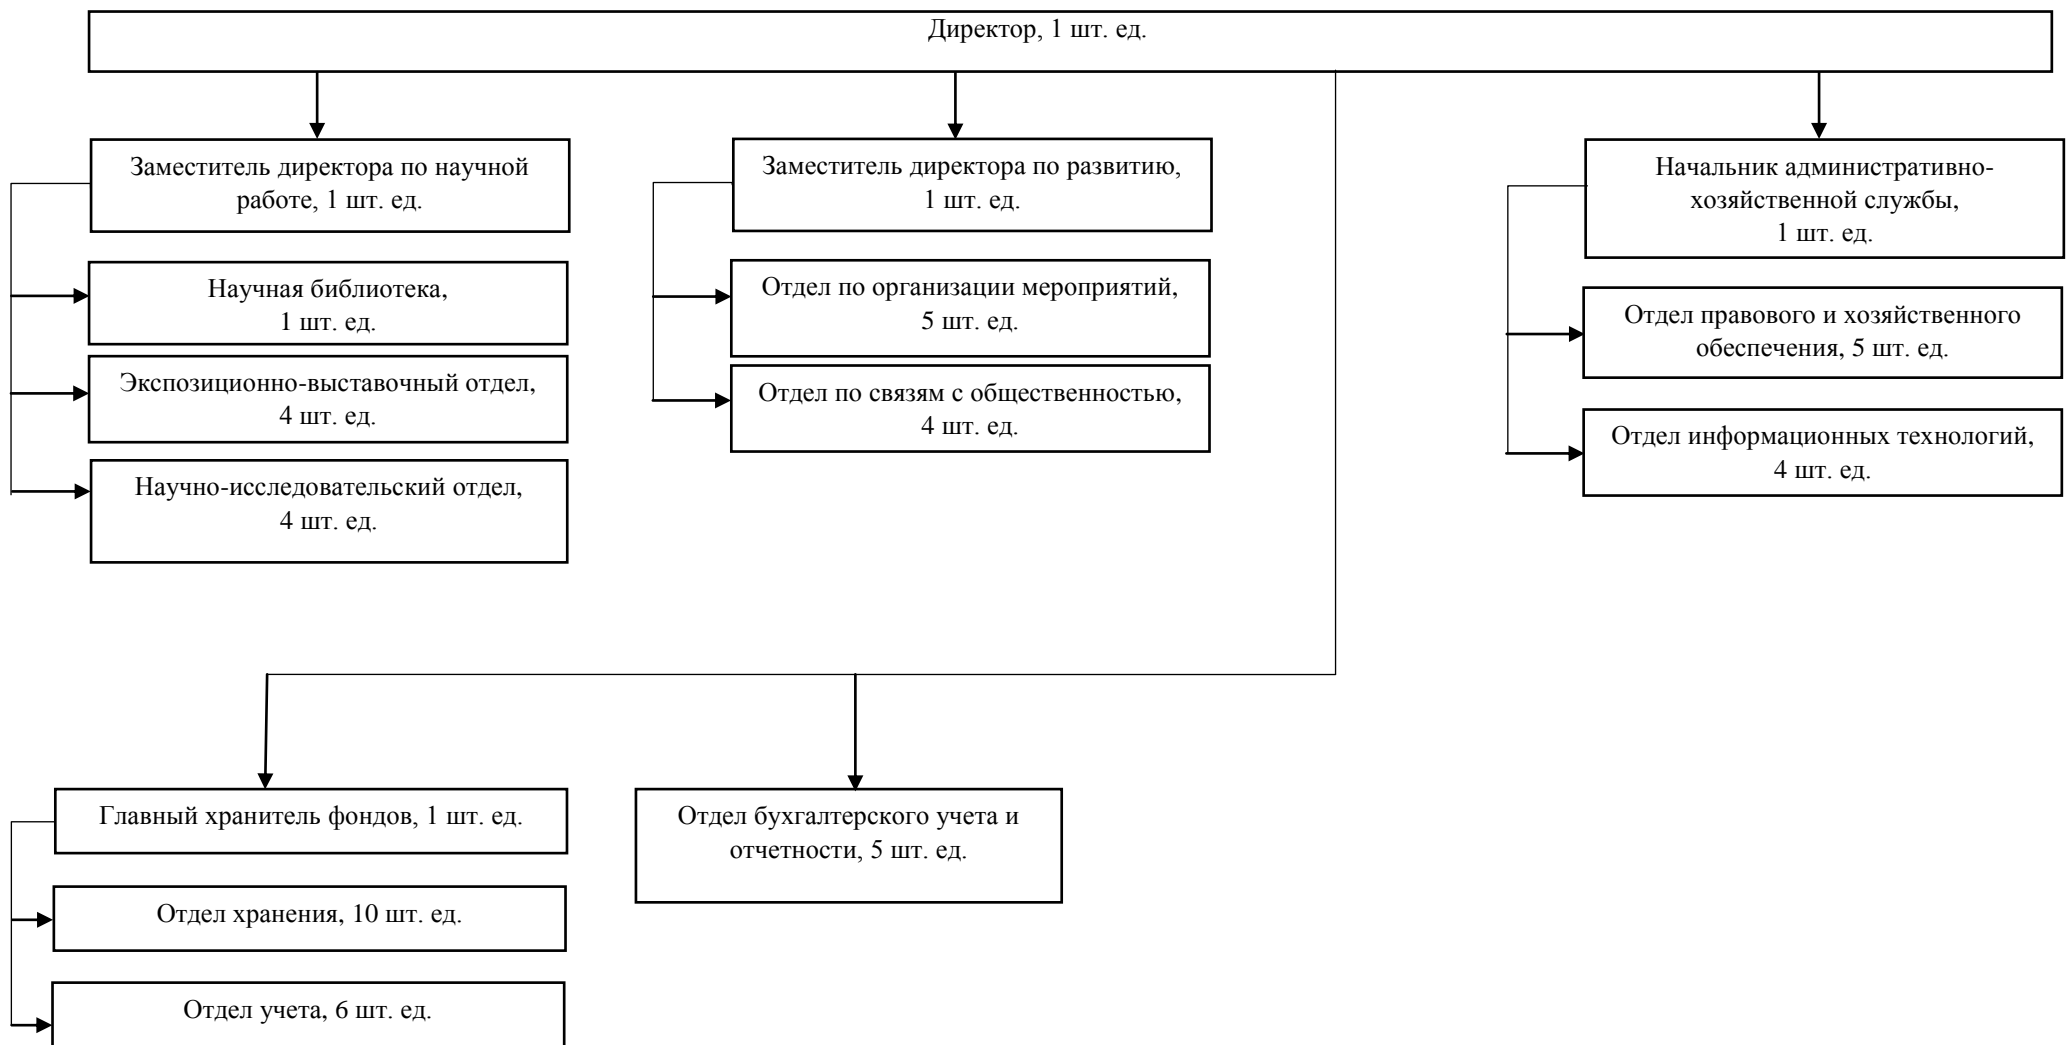 Директор, 1 шт. ед.
Заместитель директора по научной
работе, 1 шт. ед.
Научная библиотека,
1 шт. ед.
Экспозиционно-выставочный отдел,
4 шт. ед.
Научно-исследовательский отдел,
4 шт. ед.
Заместитель директора по развитию,
1 шт. ед.
Отдел по организации мероприятий,
5 шт. ед.
Отдел по связям с общественностью,
4 шт. ед.
Начальник административно-
хозяйственной службы,
1 шт. ед.
Отдел правового и хозяйственного
обеспечения, 5 шт. ед.
Отдел информационных технологий,
4 шт. ед.
Главный хранитель фондов, 1 шт. ед.
Отдел хранения, 10 шт. ед.
Отдел учета, 6 шт. ед.
Отдел бухгалтерского учета и
отчетности, 5 шт. ед.